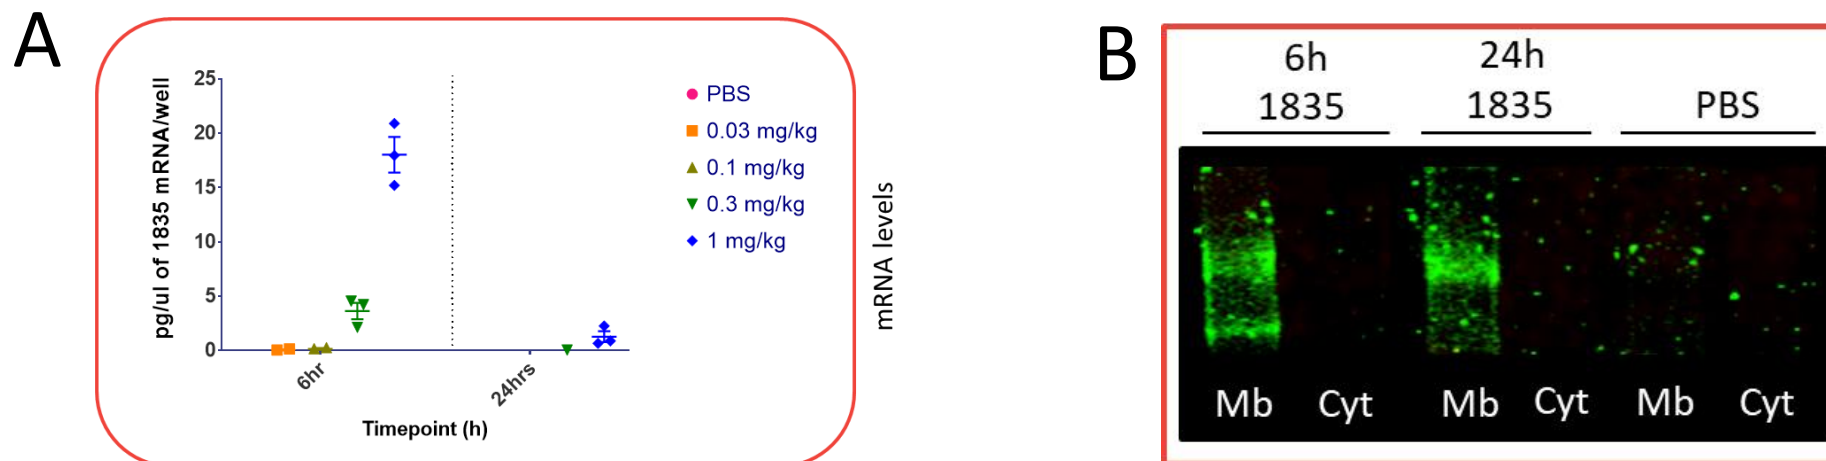 A
pg/ul of 1835 mRNA/well
25
20
15
10
5
0
6hr
24hrs
Timepoint (h)
PBS
0.03 mg/kg
0.1 mg/kg
0.3 mg/kg
1 mg/kg
mRNA levels
B
6h 24h
1835 1835 PBS
Mb Cyt Mb Cyt Mb Cyt